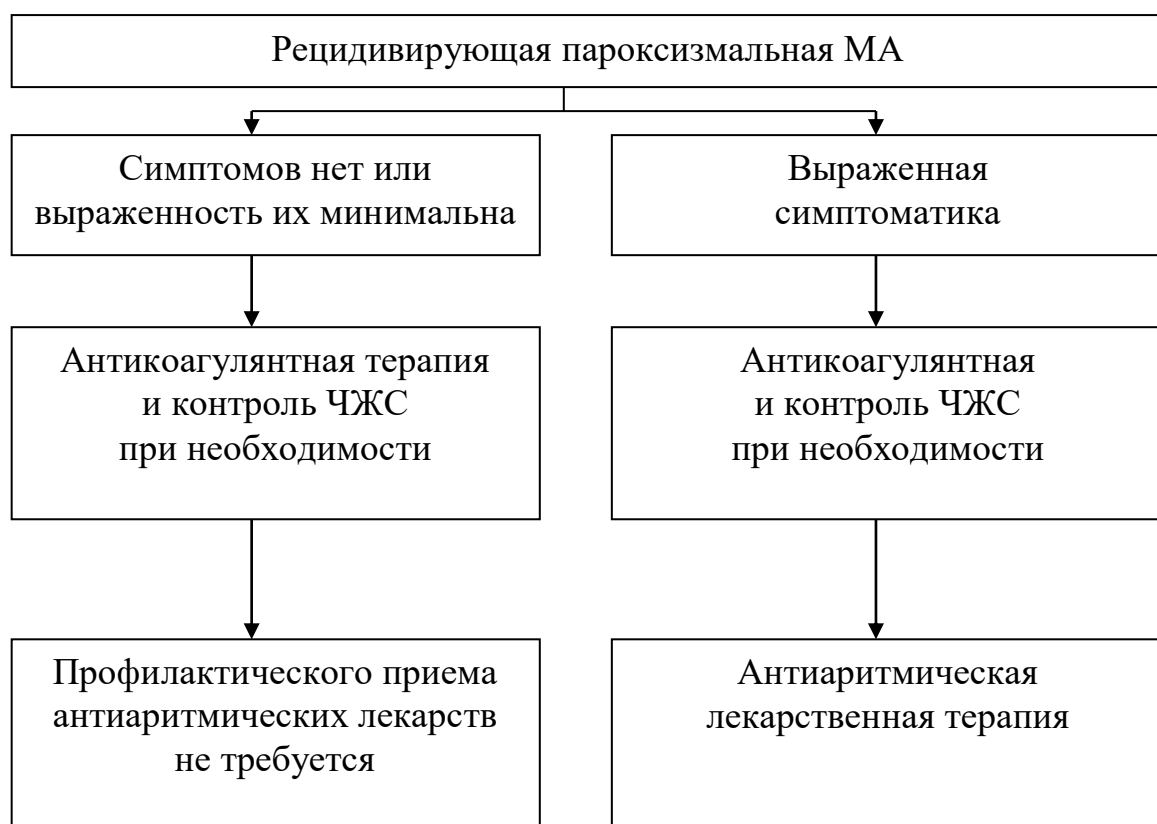 Рецидивирующая пароксизмальная МА
Симптомов нет или
выраженность их минимальна
Выраженная
симптоматика
Антикоагулянтная терапия
и контроль ЧЖС
при необходимости
Антикоагулянтная
и контроль ЧЖС
при необходимости
Профилактического приема
антиаритмических лекарств
не требуется
Антиаритмическая
лекарственная терапия